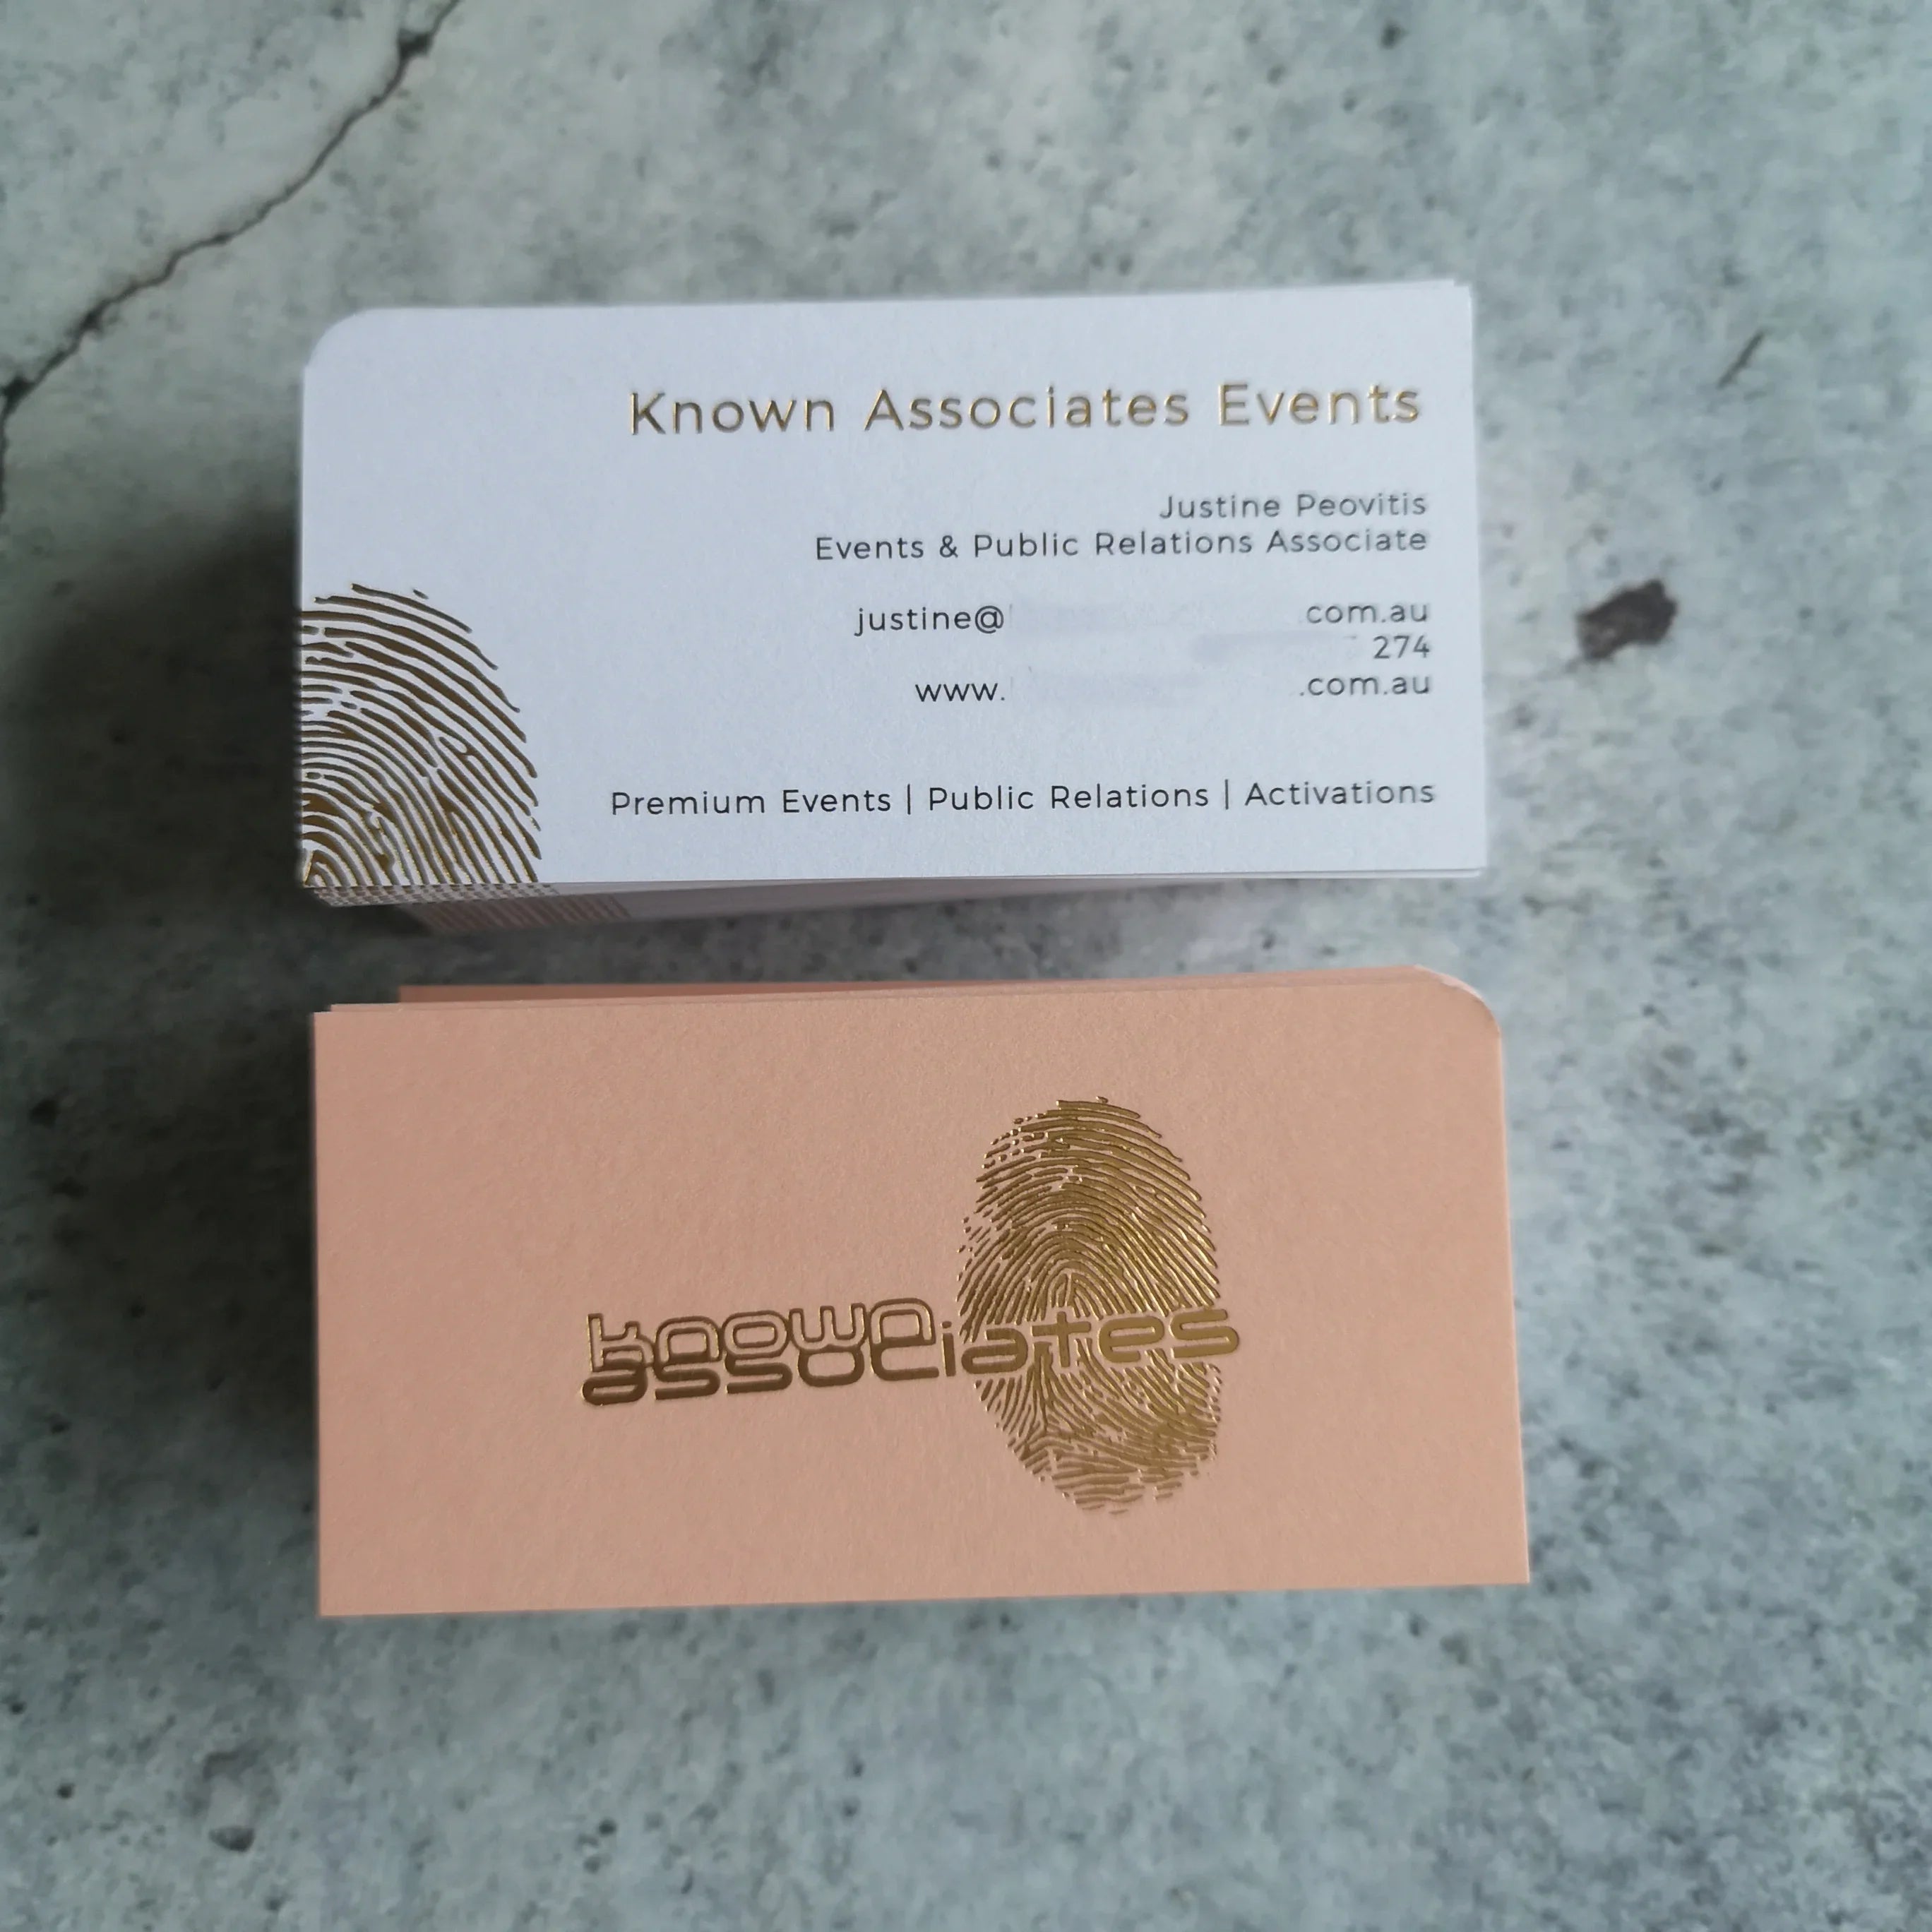 Known Associates Events
Justine Peovitis
Events & Public Relations Associate
justine@ com.au
274
www. .com.au
Premium Events | Public Relations | Activations
known
associates